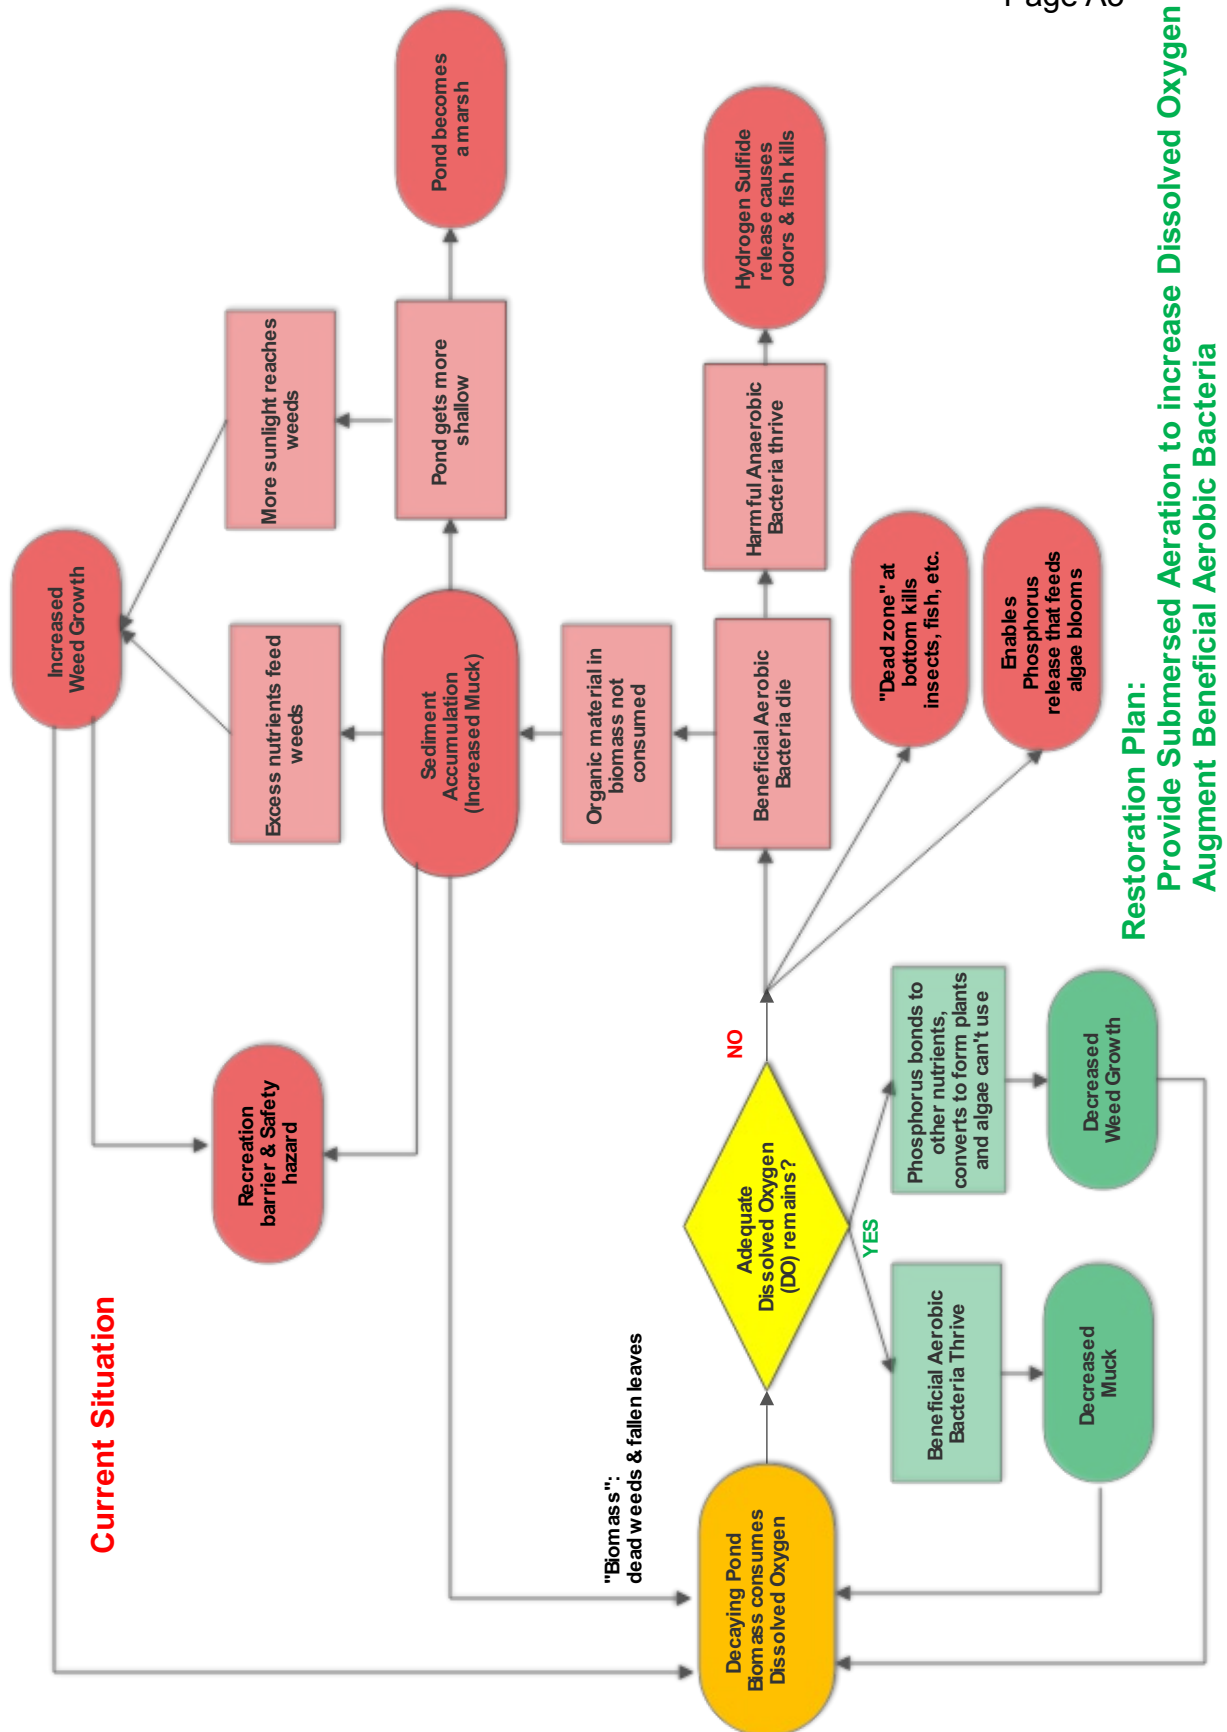 Page A6
Current Situation
Increased
Weed Growth
Recreation
barrier & Safety
hazard
Excess nutrients feed
weeds
More sunlight reaches
weeds
Sediment
Accumulation
(Increased Muck)
Pond gets more
shallow
Pond becomes
a marsh
Organic material in
biomass not
consumed
"Biomass":
dead weeds & fallen leaves
Decaying Pond
Biomass consumes
Dissolved Oxygen
Adequate
Dissolved Oxygen
(DO) remains?
NO
YES
Beneficial Aerobic
Bacteria die
Harmful Anaerobic
Bacteria thrive
Hydrogen Sulfide
release causes
odors & fish kills
"Dead zone" at
bottom kills
insects, fish, etc.
Enables
Phosphorus
release that feeds
algae blooms
Beneficial Aerobic
Bacteria Thrive
Phosphorus bonds to
other nutrients,
converts to form plants
and algae can't use
Decreased
Muck
Decreased
Weed Growth
Restoration Plan:
Provide Submersed Aeration to increase Dissolved Oxygen
Augment Beneficial Aerobic Bacteria